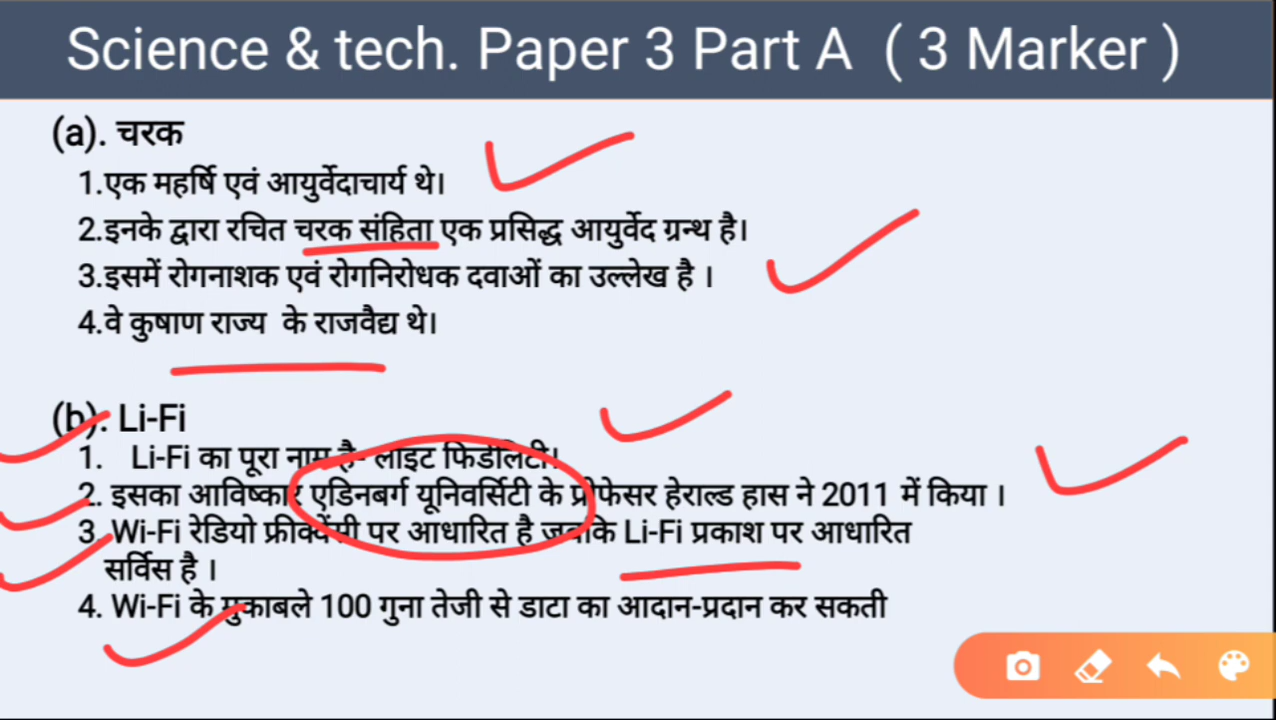 Science & tech. Paper 3 Part A ( 3 Marker )
(a). चरक
1.एक महर्षि एवं आयुर्वेदाचार्य थे।
2.इनके द्वारा रचित चरक संहिता एक प्रसिद्ध आयुर्वेद ग्रन्थ है।
3.इसमें रोगनाशक एवं रोगनिरोधक दवाओं का उल्लेख है ।
4.वे कुषाण राज्य के राजवैद्य थे।
(b). Li-Fi
1. Li-Fi का पूरा नाम है- लाइट फिडेलिटी।
2. इसका आविष्कार एडिनबर्ग यूनिवर्सिटी के प्रोफेसर हेराल्ड हास ने 2011 में किया ।
3. Wi-Fi रेडियो फ्रीक्वेंसी पर आधारित है जबकि Li-Fi प्रकाश पर आधारित
सर्विस है ।
4. Wi-Fi के मुकाबले 100 गुना तेजी से डाटा का आदान-प्रदान कर सकती